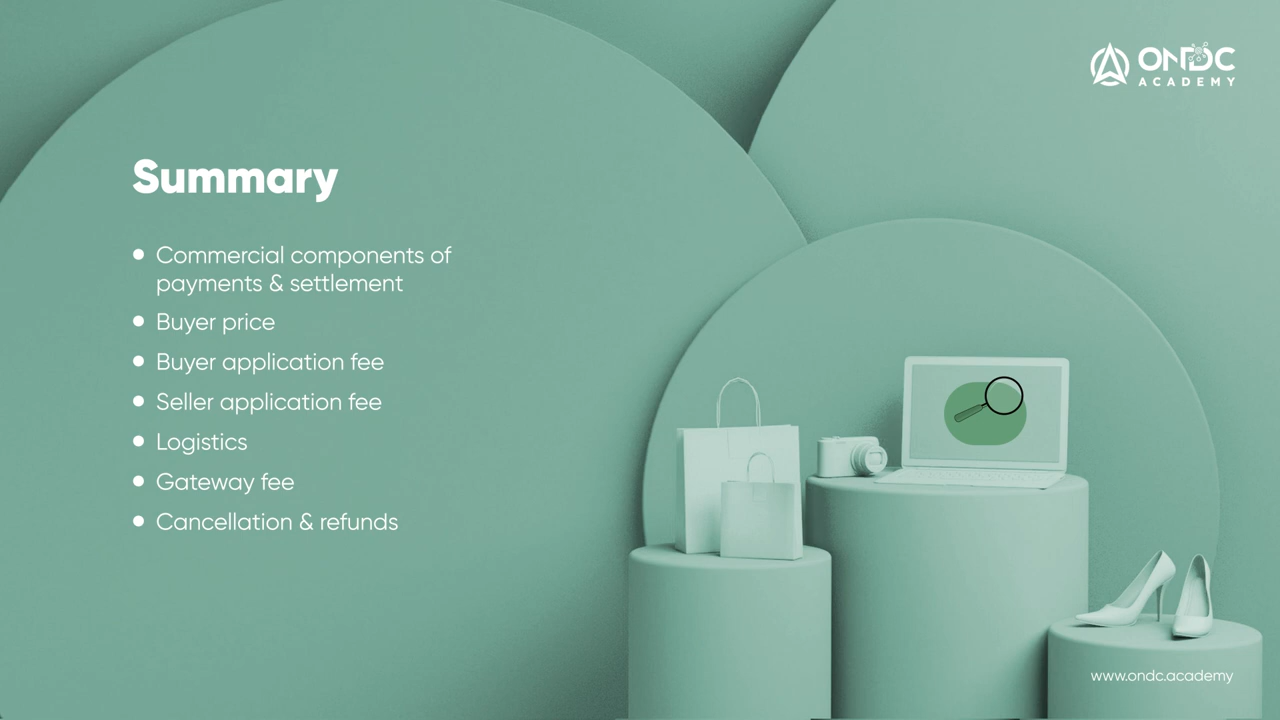 ONDC
ACADEMY
Summary
Commercial components of
payments & settlement
Buyer price
Buyer application fee
Seller application fee
Logistics
Gateway fee
Cancellation & refunds
www.ondc.academy